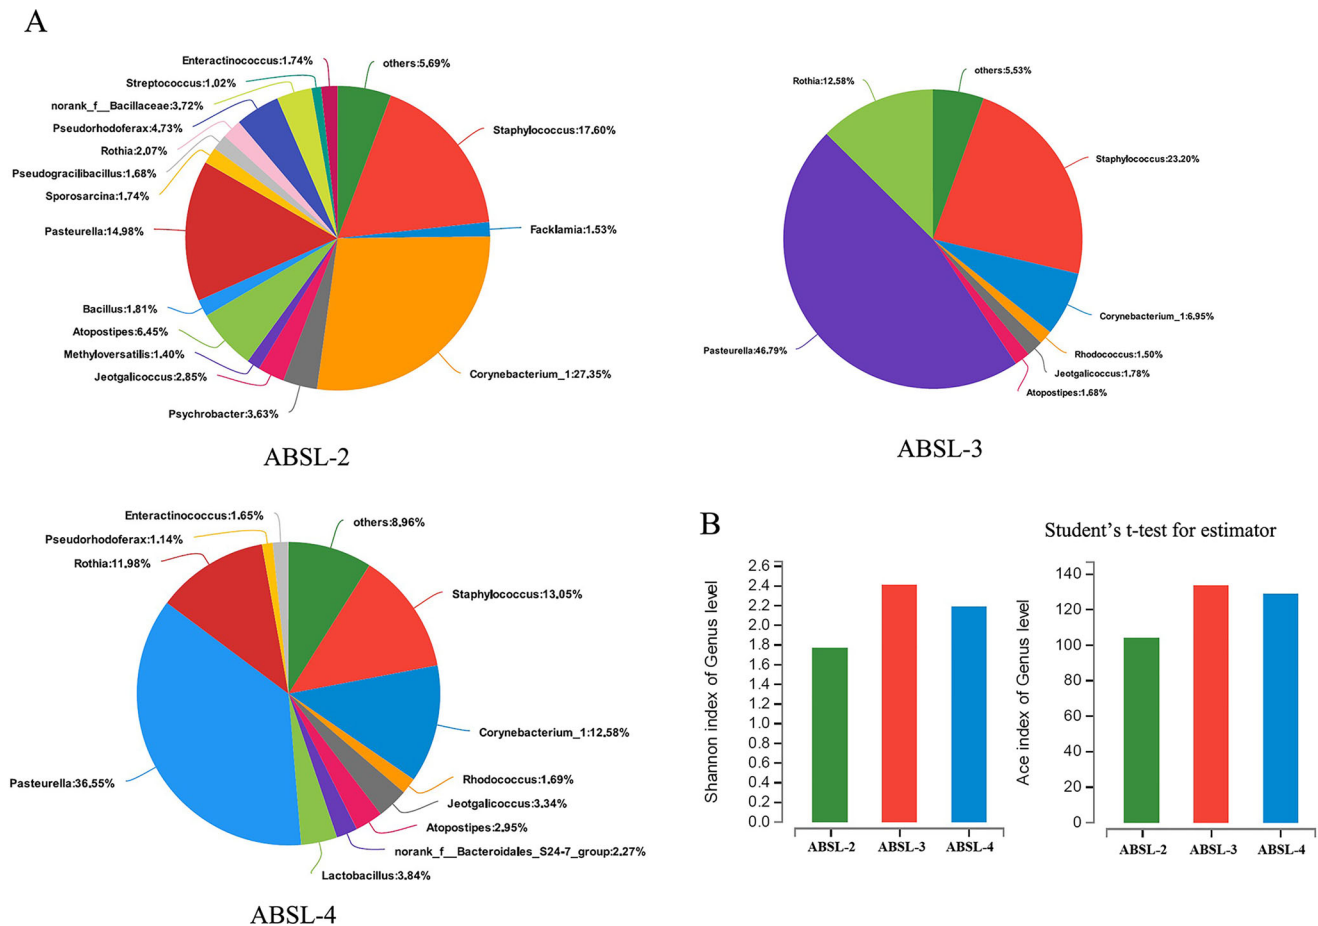 A
Enteractinococcus:1.74%
others:5.69%
Streptococcus:1.02%
norank_f__Bacillaceae:3.72%
Pseudorhodoferax:4.73%
Staphylococcus:17.60%
Rothia:2.07%
Pseudogracilibacillus:1.68%
Sporosarcina:1.74%
Pasteurella:14.98%
Facklamia:1.53%
Bacillus:1.81%
Atopostipes:6.45%
Methyloversatilis:1.40%
Jeotgalicoccus:2.85%
Corynebacterium_1:27.35%
Psychrobacter:3.63%
ABSL-2
Rothia:12.58%
others:5.53%
Staphylococcus:23.20%
Corynebacterium_1:6.95%
Pasteurella:46.79%
Rhodococcus:1.50%
Jeotgalicoccus:1.78%
Atopostipes:1.68%
ABSL-3
Enteractinococcus:1.65%
others:8.96%
Pseudorhodoferax:1.14%
Rothia:11.98%
Staphylococcus:13.05%
Corynebacterium_1:12.58%
Pasteurella:36.55%
Rhodococcus:1.69%
Jeotgalicoccus:3.34%
Atopostipes:2.95%
norank_f__Bacteroidales_S24-7_group:2.27%
Lactobacillus:3.84%
ABSL-4
B
Student's t-test for estimator
Shannon index of Genus level
2.6
2.4
2.2
2.0
1.8
1.6
1.4
1.2
1.0
0.8
0.6
0.4
0.2
0.0
ABSL-2
ABSL-3
ABSL-4
Ace index of Genus level
140
120
100
80
60
40
20
0
ABSL-2
ABSL-3
ABSL-4